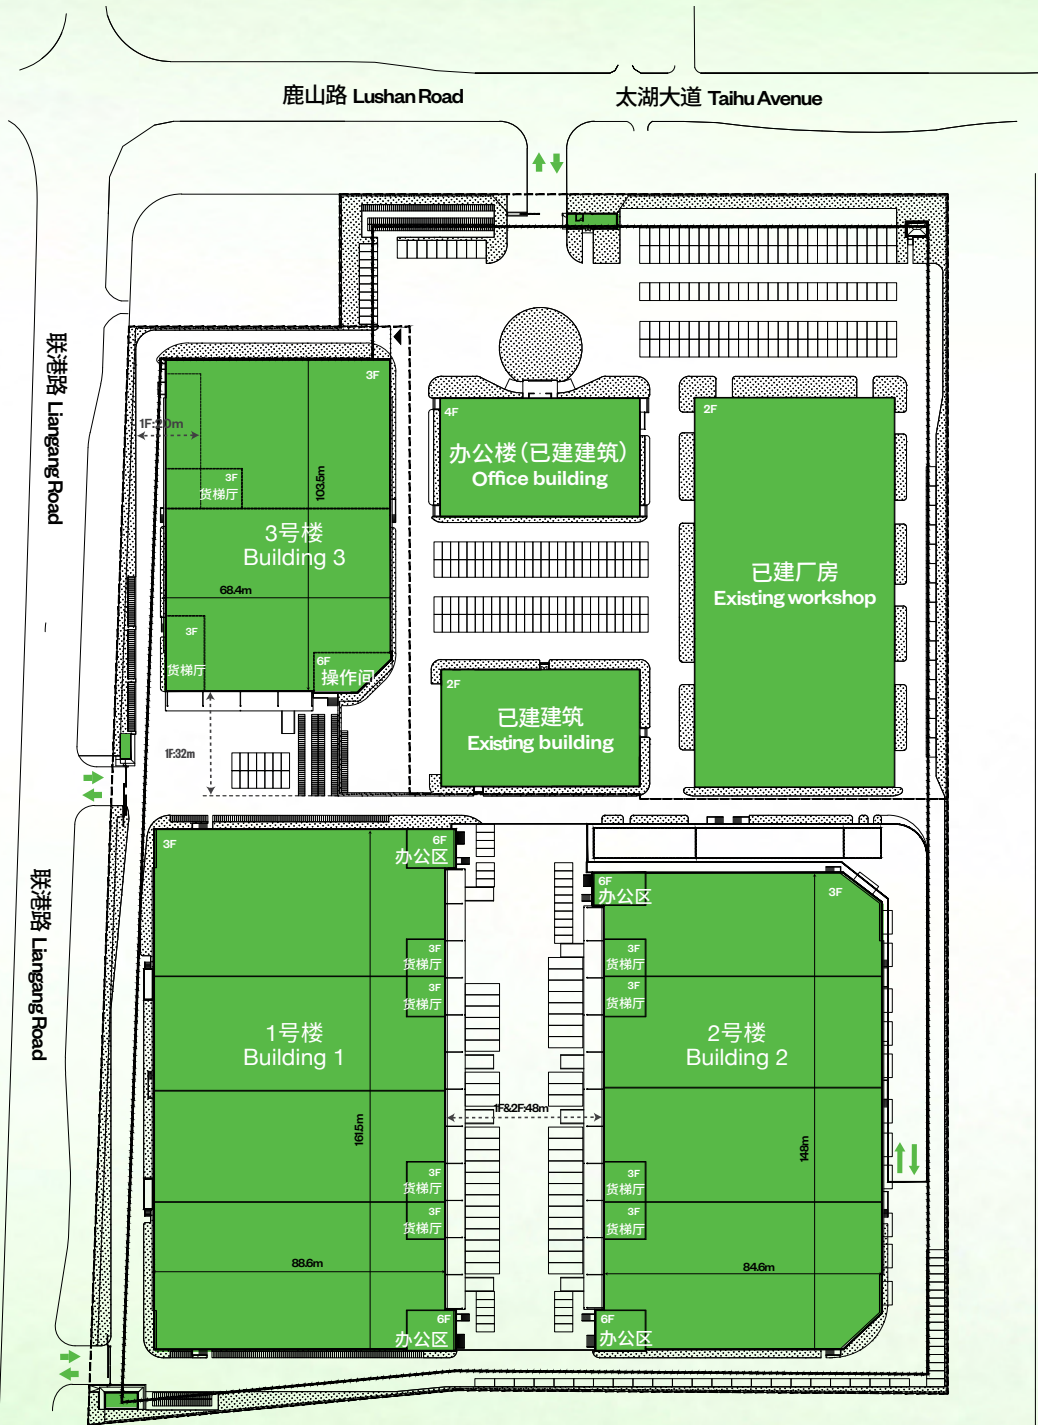 鹿山路 Lushan Road
太湖大道 Taihu Avenue
联港路 Liangang Road
3F
1F:20m
3F
货梯厅
103.5m
3号楼
Building 3
68.4m
3F
货梯厅
6F
操作间
1F:32m
4F
办公楼（已建建筑）
Office building
2F
已建厂房
Existing workshop
2F
已建建筑
Existing building
联港路 Liangang Road
3F
6F
办公区
3F
货梯厅
3F
货梯厅
1号楼
Building 1
161.5m
3F
货梯厅
3F
货梯厅
88.6m
6F
办公区
1F&2F:48m
6F
办公区
3F
3F
货梯厅
3F
货梯厅
2号楼
Building 2
148m
3F
货梯厅
3F
货梯厅
84.6m
6F
办公区